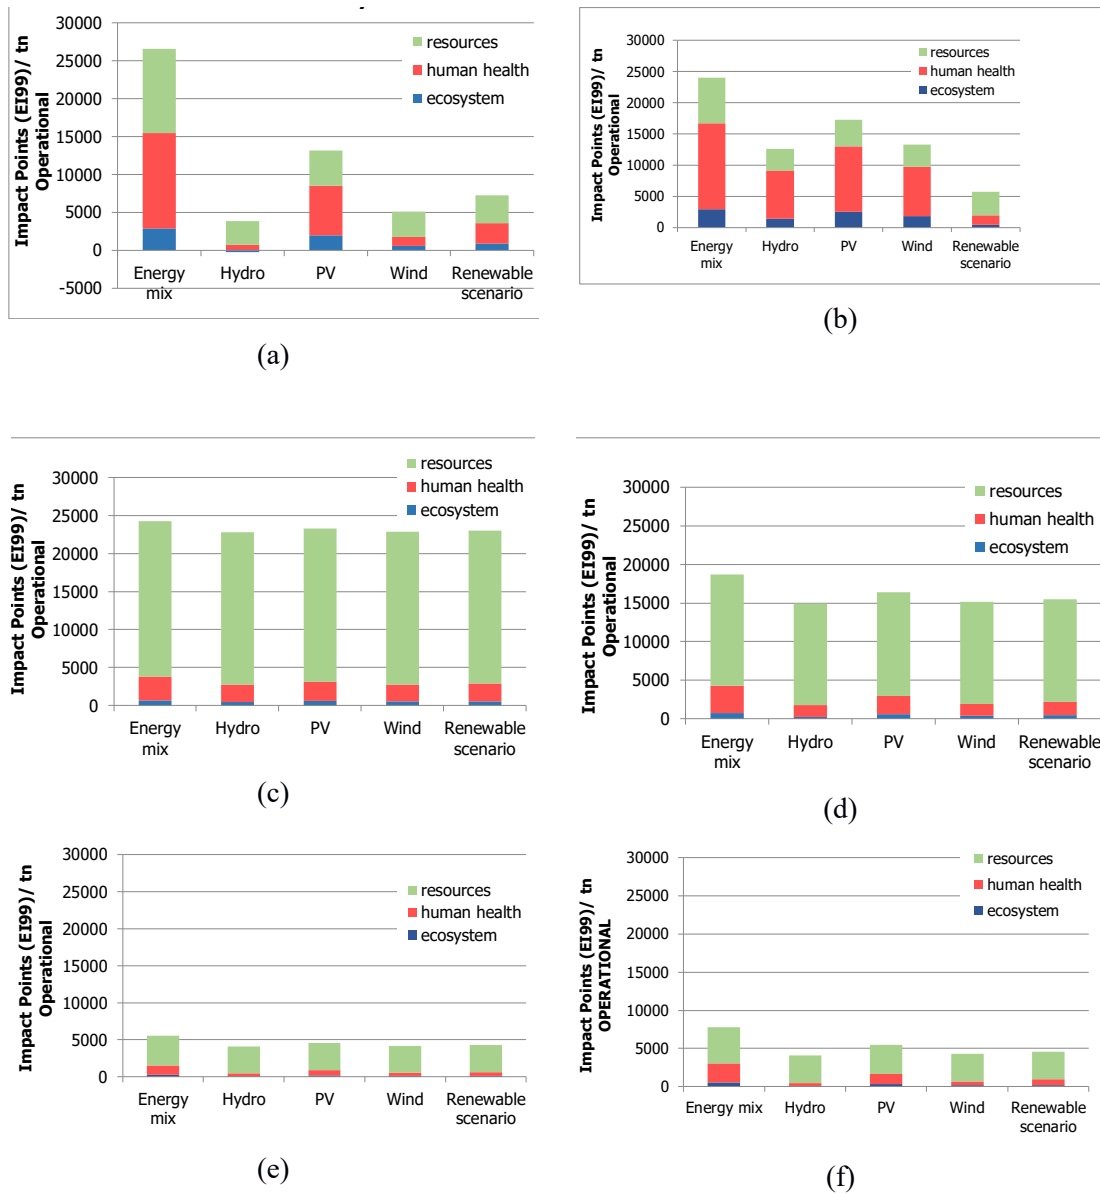 Impact Points (EI99)/ tn
Operational
30000
25000
20000
15000
10000
5000
0
-5000
resources
human health
ecosystem
Energy mix
Hydro
PV
Wind
Renewable scenario
(a)
Impact Points (EI99)/ tn
Operational
30000
25000
20000
15000
10000
5000
0
resources
human health
ecosystem
Energy mix
Hydro
PV
Wind
Renewable scenario
(b)
Impact Points (EI99)/ tn
Operational
30000
25000
20000
15000
10000
5000
0
resources
human health
ecosystem
Energy mix
Hydro
PV
Wind
Renewable scenario
(c)
Impact Points (EI99)/ tn
Operational
30000
25000
20000
15000
10000
5000
0
resources
human health
ecosystem
Energy mix
Hydro
PV
Wind
Renewable scenario
(d)
Impact Points (EI99)/ tn
Operational
30000
25000
20000
15000
10000
5000
0
resources
human health
ecosystem
Energy mix
Hydro
PV
Wind
Renewable scenario
(e)
Impact Points (EI99)/ tn
OPERATIONAL
30000
25000
20000
15000
10000
5000
0
resources
human health
ecosystem
Energy mix
Hydro
PV
Wind
Renewable scenario
(f)